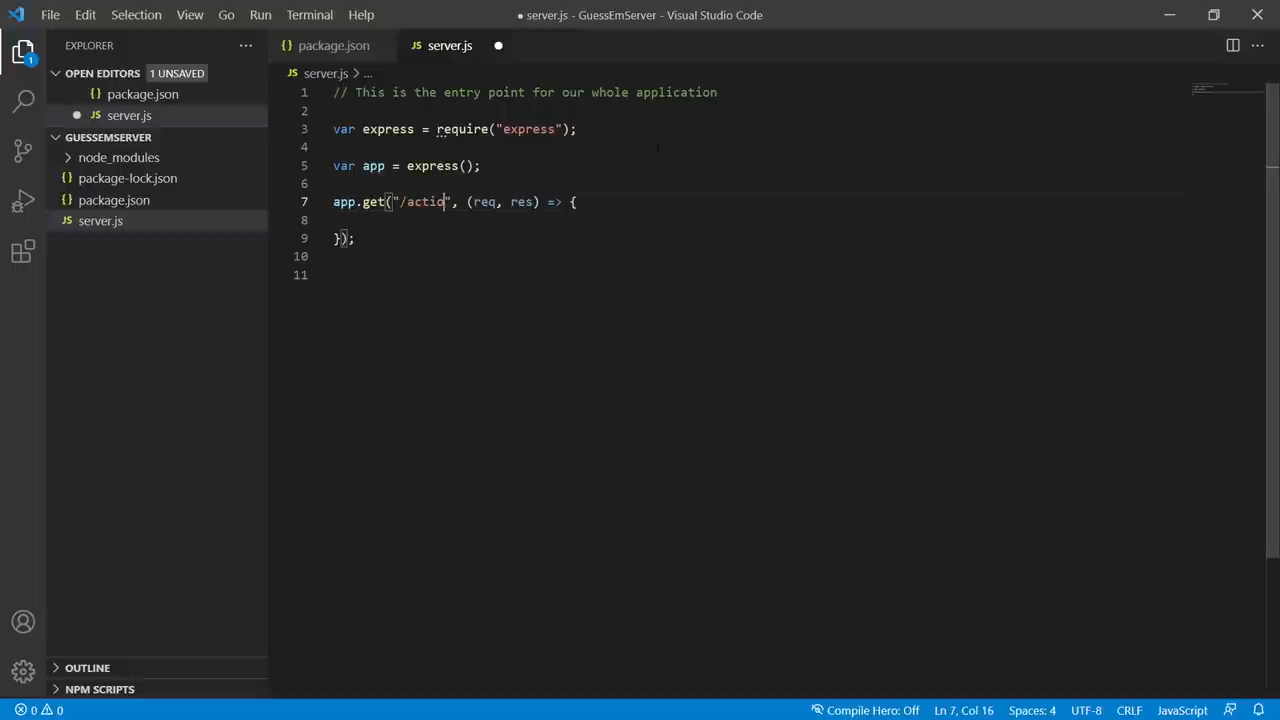 File Edit Selection View Go Run Terminal Help
● server.js - GuessEmServer - Visual Studio Code
EXPLORER
package.json
JS server.js
1
OPEN EDITORS 1 UNSAVED
{} package.json
JS server.js
GUESSEMSERVER
node_modules
{} package-lock.json
{} package.json
JS server.js
OUTLINE
NPM SCRIPTS
JS server.js > ...
1 // This is the entry point for our whole application
2
3 var express = require("express");
4
5 var app = express();
6
7 app.get("/actio", (req, res) => {
8
9 });
10
11
0 0
Compile Hero: Off
Ln 7, Col 16
Spaces: 4
UTF-8
CRLF
JavaScript